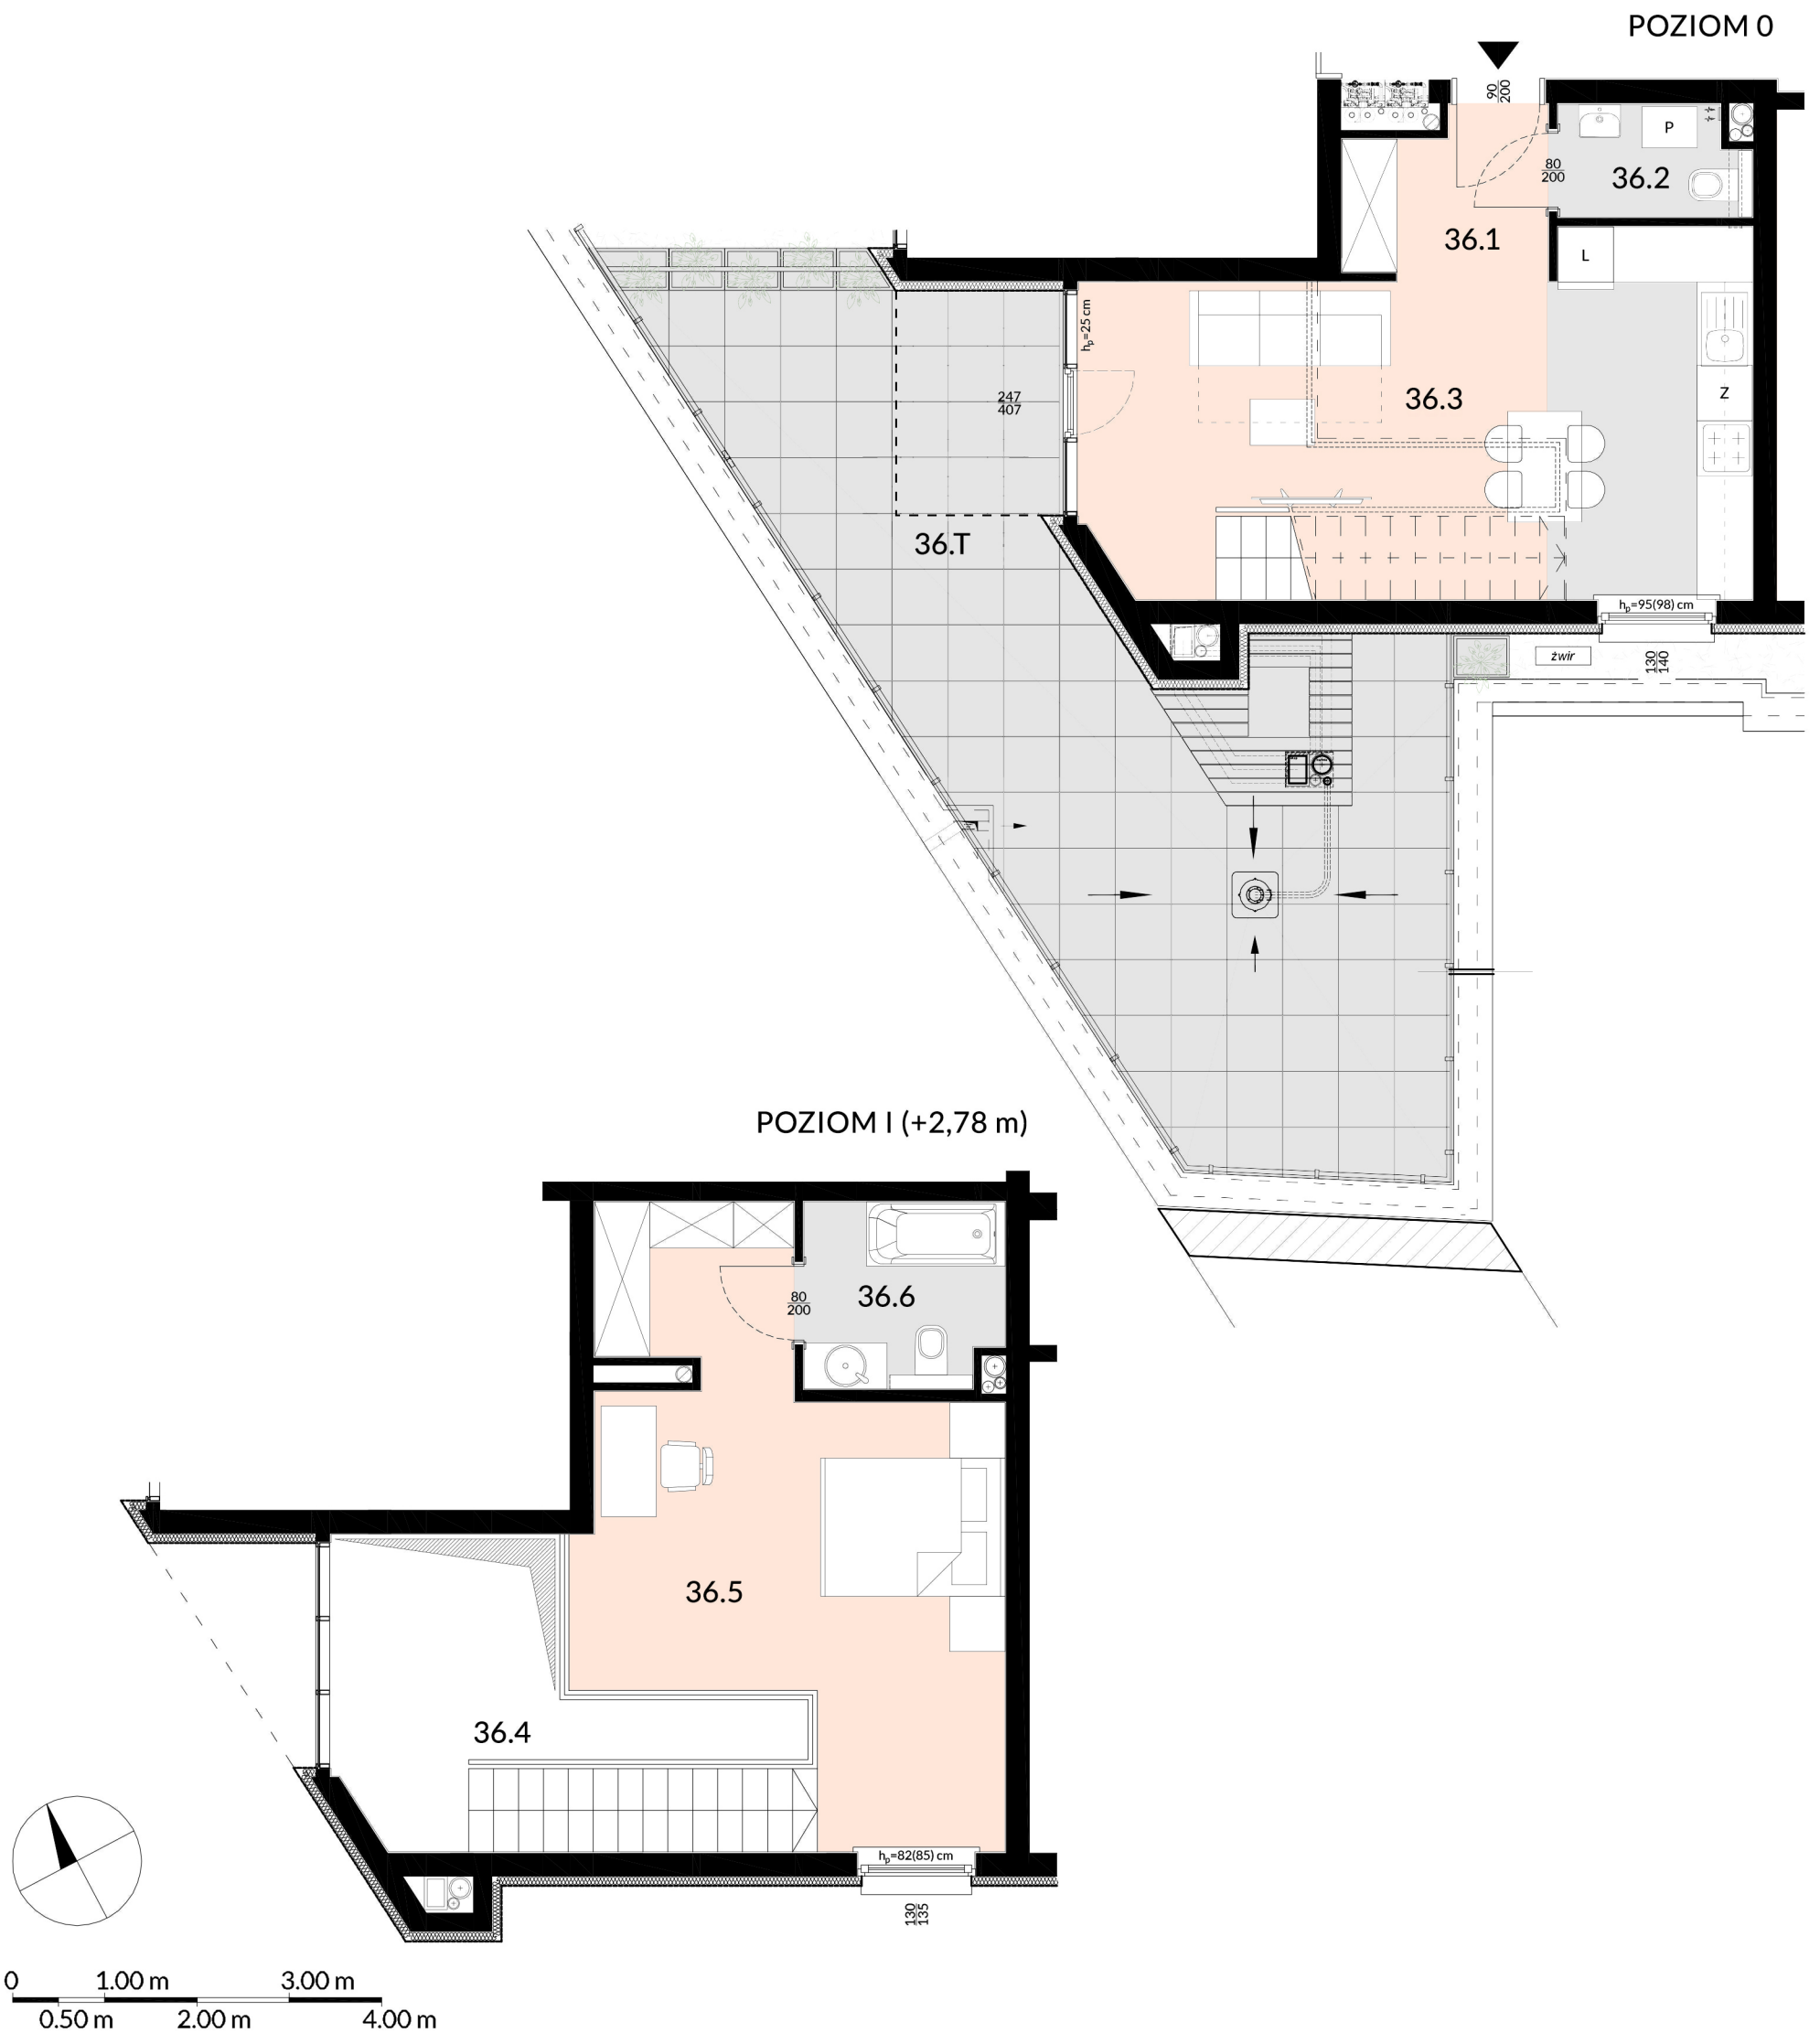 POZIOM 0
90
200
P
80
200
36.2
36.1
L
hp=25 cm
36.3
247
407
Z
36.T
hp=95(98) cm
żwir
130
140
POZIOM I (+2,78 m)
80
200
36.6
36.5
36.4
hp=82(85) cm
130
135
0 1.00 m 3.00 m
0.50 m 2.00 m 4.00 m